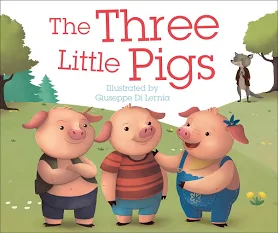 The Three
Little Pigs
Illustrated by
Giuseppe Di Lernia